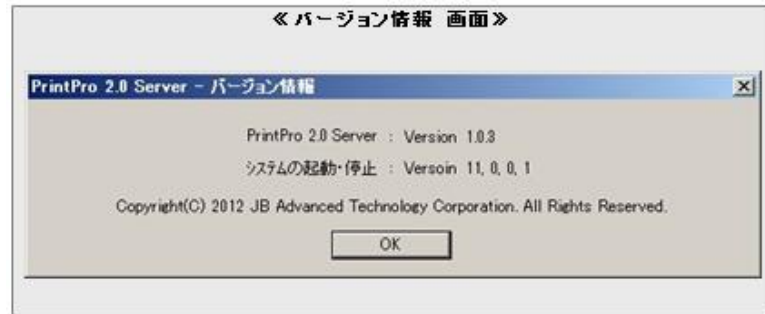 ≪バージョン情報 画面≫
PrintPro 2.0 Server - バージョン情報
PrintPro 2.0 Server : Version 1.0.3
システムの起動・停止 : Versoin 11, 0, 0, 1
Copyright(C) 2012 JB Advanced Technology Corporation. All Rights Reserved.
OK